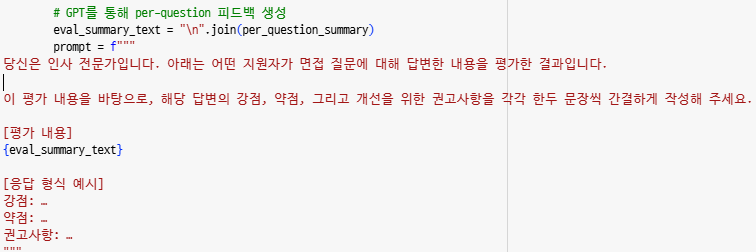 # GPT를 통해 per-question 피드백 생성
eval_summary_text = "\n".join(per_question_summary)
prompt = f"""
당신은 인사 전문가입니다. 아래는 어떤 지원자가 면접 질문에 대해 답변한 내용을 평가한 결과입니다.
이 평가 내용을 바탕으로, 해당 답변의 강점, 약점, 그리고 개선을 위한 권고사항을 각각 한두 문장씩 간결하게 작성해 주세요.
[평가 내용]
{eval_summary_text}
[응답 형식 예시]
강점: …
약점: …
권고사항: …
"""